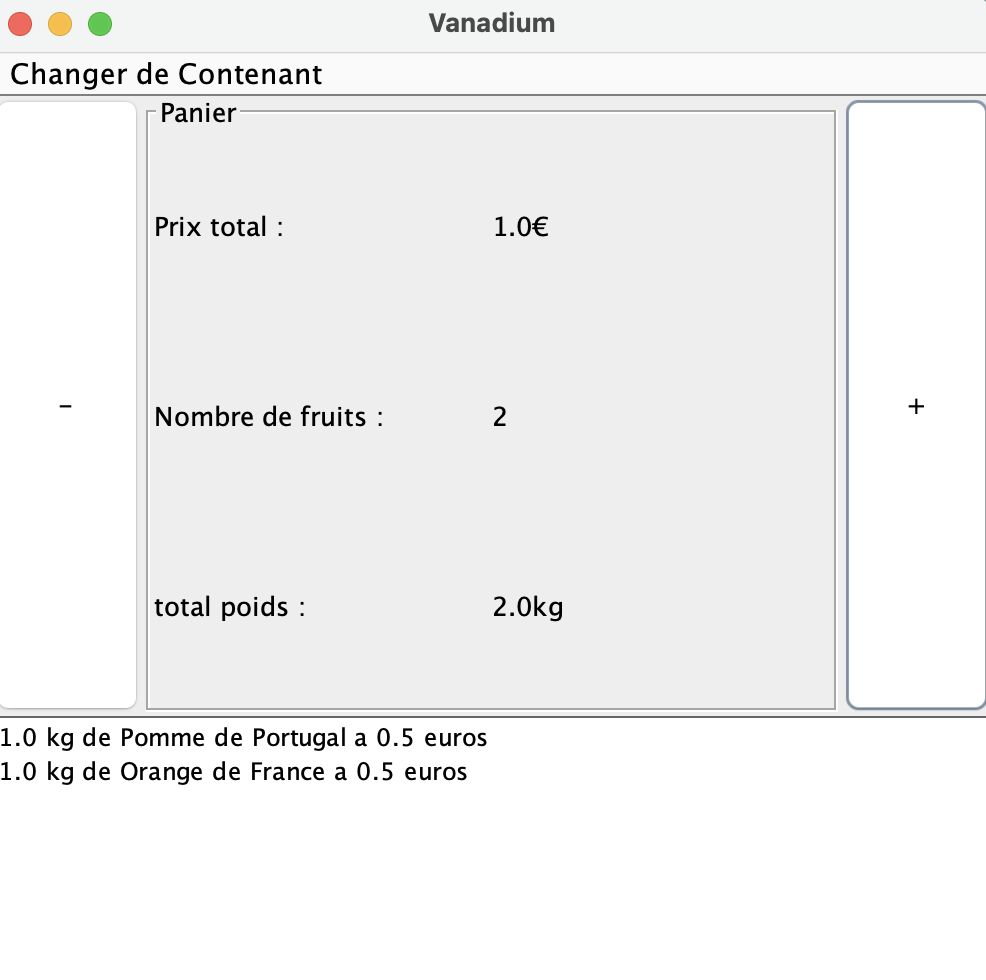 Vanadium
Changer de Contenant
Panier
Prix total : 1.0€
-
Nombre de fruits : 2
+
total poids : 2.0kg
1.0 kg de Pomme de Portugal a 0.5 euros
1.0 kg de Orange de France a 0.5 euros